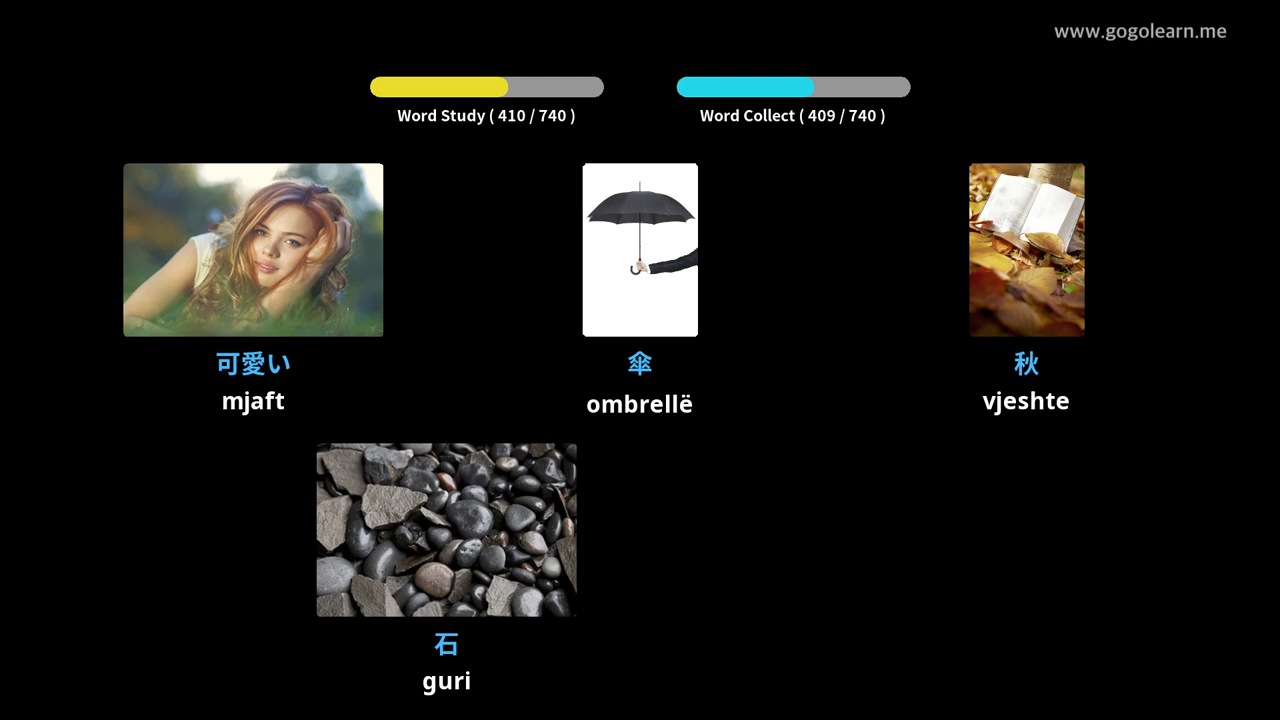 www.gogolearn.me
Word Study ( 410 / 740 )
Word Collect ( 409 / 740 )
可愛い
mjaft
傘
ombrellë
秋
vjeshte
石
guri